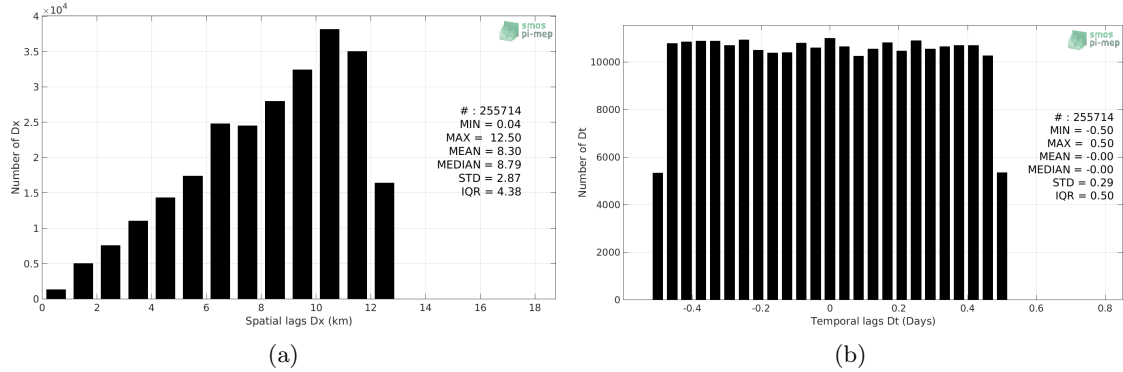 ×10⁴
4
3.5
3
2.5
2
1.5
1
0.5
0
Number of Dx
smos
pi-mep
# : 255714
MIN = 0.04
MAX = 12.50
MEAN = 8.30
MEDIAN = 8.79
STD = 2.87
IQR = 4.38
0 2 4 6 8 10 12 14 16 18
Spatial lags Dx (km)
(a)
10000
8000
6000
4000
2000
0
Number of Dt
smos
pi-mep
# : 255714
MIN = -0.50
MAX = 0.50
MEAN = -0.00
MEDIAN = -0.00
STD = 0.29
IQR = 0.50
-0.4 -0.2 0 0.2 0.4 0.6 0.8
Temporal lags Dt (Days)
(b)